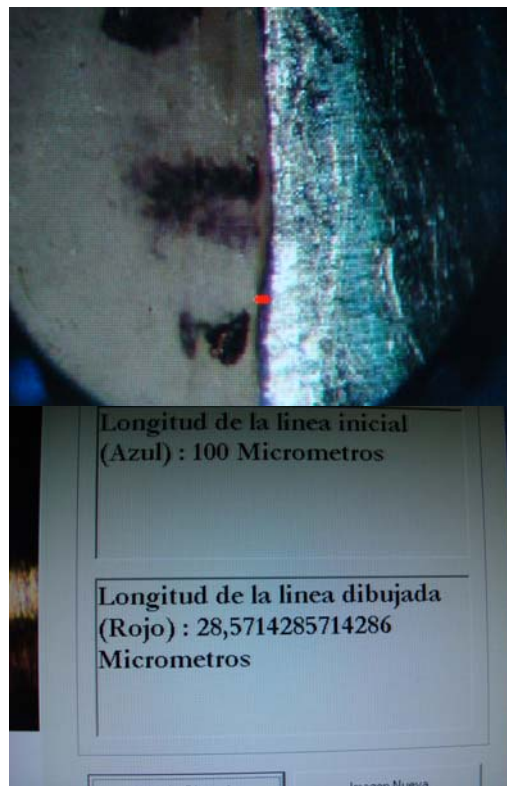 Longitud de la linea inicial
(Azul) : 100 Micrometros
Longitud de la linea dibujada
(Rojo) : 28,5714285714286
Micrometros
Imagen Nueva